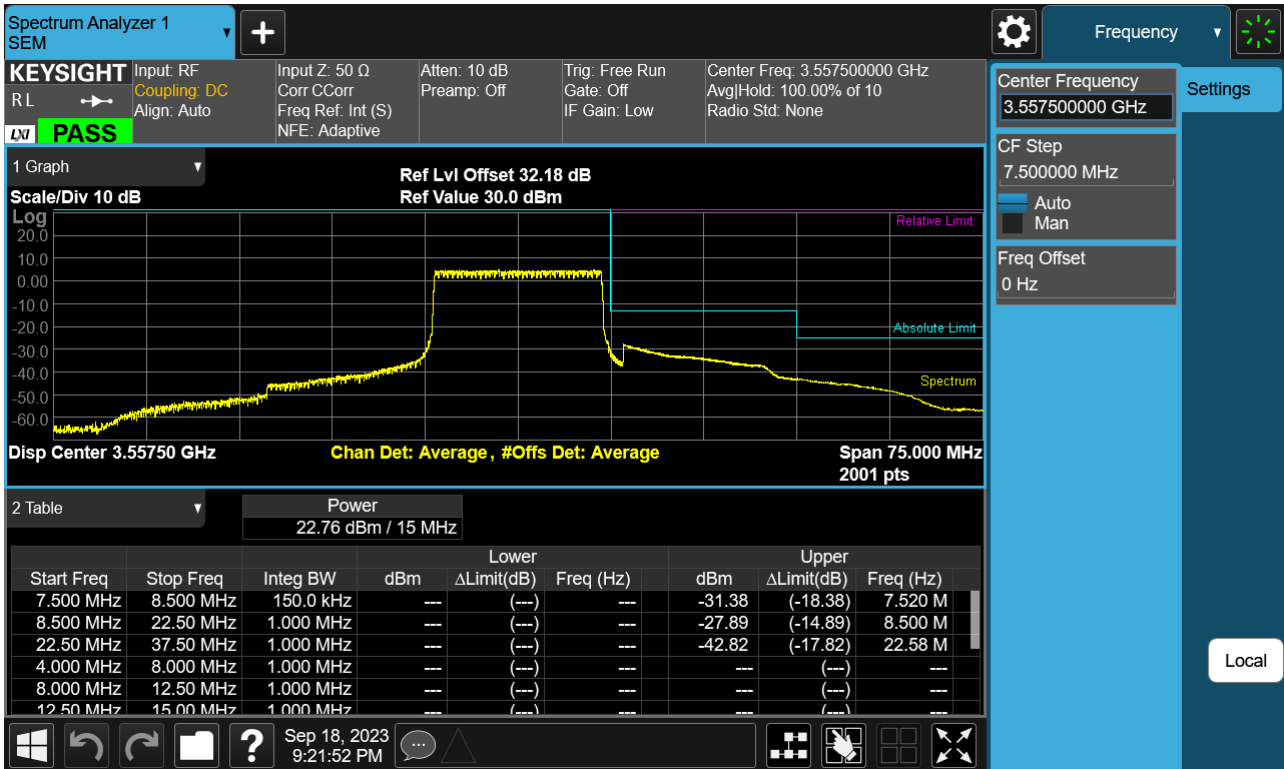 Spectrum Analyzer 1
SEM
+
Frequency
KEYSIGHT
R L
LXI PASS
Input: RF
Coupling: DC
Align: Auto
Input Z: 50 Ω
Corr CCorr
Freq Ref: Int (S)
NFE: Adaptive
Atten: 10 dB
Preamp: Off
Trig: Free Run
Gate: Off
IF Gain: Low
Center Freq: 3.557500000 GHz
Avg|Hold: 100.00% of 10
Radio Std: None
Center Frequency
3.557500000 GHz
Settings
CF Step
7.500000 MHz
Auto
Man
Freq Offset
0 Hz
1 Graph
Scale/Div 10 dB
Ref Lvl Offset 32.18 dB
Ref Value 30.0 dBm
Log
20.0
10.0
0.00
-10.0
-20.0
-30.0
-40.0
-50.0
-60.0
Relative Limit
Absolute Limit
Spectrum
Disp Center 3.55750 GHz
Chan Det: Average , #Offs Det: Average
Span 75.000 MHz
2001 pts
2 Table
Power
22.76 dBm / 15 MHz
Lower Upper
Start Freq Stop Freq Integ BW dBm ΔLimit(dB) Freq (Hz) dBm ΔLimit(dB) Freq (Hz)
7.500 MHz 8.500 MHz 150.0 kHz --- (---) --- -31.38 (-18.38) 7.520 M
8.500 MHz 22.50 MHz 1.000 MHz --- (---) --- -27.89 (-14.89) 8.500 M
22.50 MHz 37.50 MHz 1.000 MHz --- (---) --- -42.82 (-17.82) 22.58 M
4.000 MHz 8.000 MHz 1.000 MHz --- (---) --- --- (---) ---
8.000 MHz 12.50 MHz 1.000 MHz --- (---) --- --- (---) ---
12.50 MHz 15.00 MHz 1.000 MHz --- (---) --- --- (---) ---
Local
?
Sep 18, 2023
9:21:52 PM
...